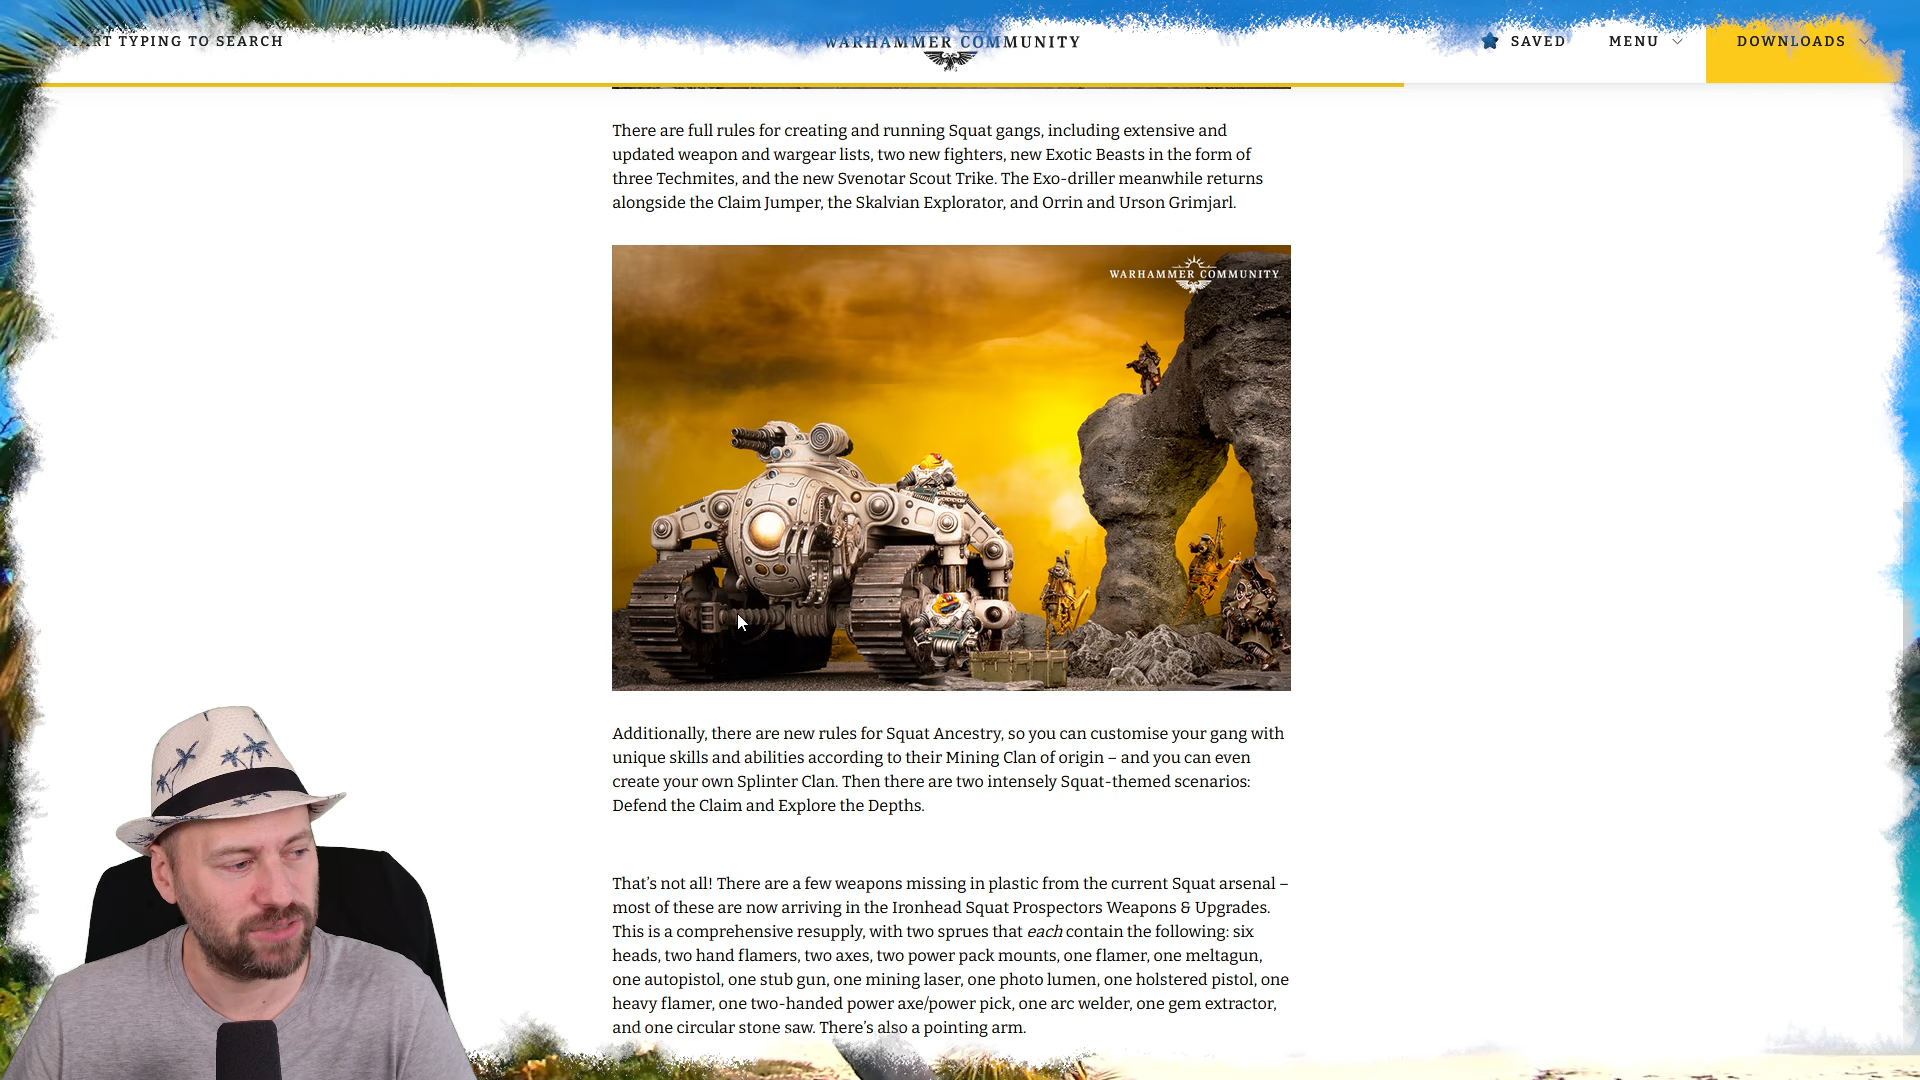 RT TYPING TO SEARCH
WARHAMMER COMMUNITY
SAVED
MENU
DOWNLOADS
There are full rules for creating and running Squat gangs, including extensive and
updated weapon and wargear lists, two new fighters, new Exotic Beasts in the form of
three Techmites, and the new Svenotar Scout Trike. The Exo-driller meanwhile returns
alongside the Claim Jumper, the Skalvian Explorator, and Orrin and Urson Grimjarl.
WARHAMMER COMMUNITY
Additionally, there are new rules for Squat Ancestry, so you can customise your gang with
unique skills and abilities according to their Mining Clan of origin – and you can even
create your own Splinter Clan. Then there are two intensely Squat-themed scenarios:
Defend the Claim and Explore the Depths.
That’s not all! There are a few weapons missing in plastic from the current Squat arsenal –
most of these are now arriving in the Ironhead Squat Prospectors Weapons & Upgrades.
This is a comprehensive resupply, with two sprues that each contain the following: six
heads, two hand flamers, two axes, two power pack mounts, one flamer, one meltagun,
one autopistol, one stub gun, one mining laser, one photo lumen, one holstered pistol, one
heavy flamer, one two-handed power axe/power pick, one arc welder, one gem extractor,
and one circular stone saw. There’s also a pointing arm.